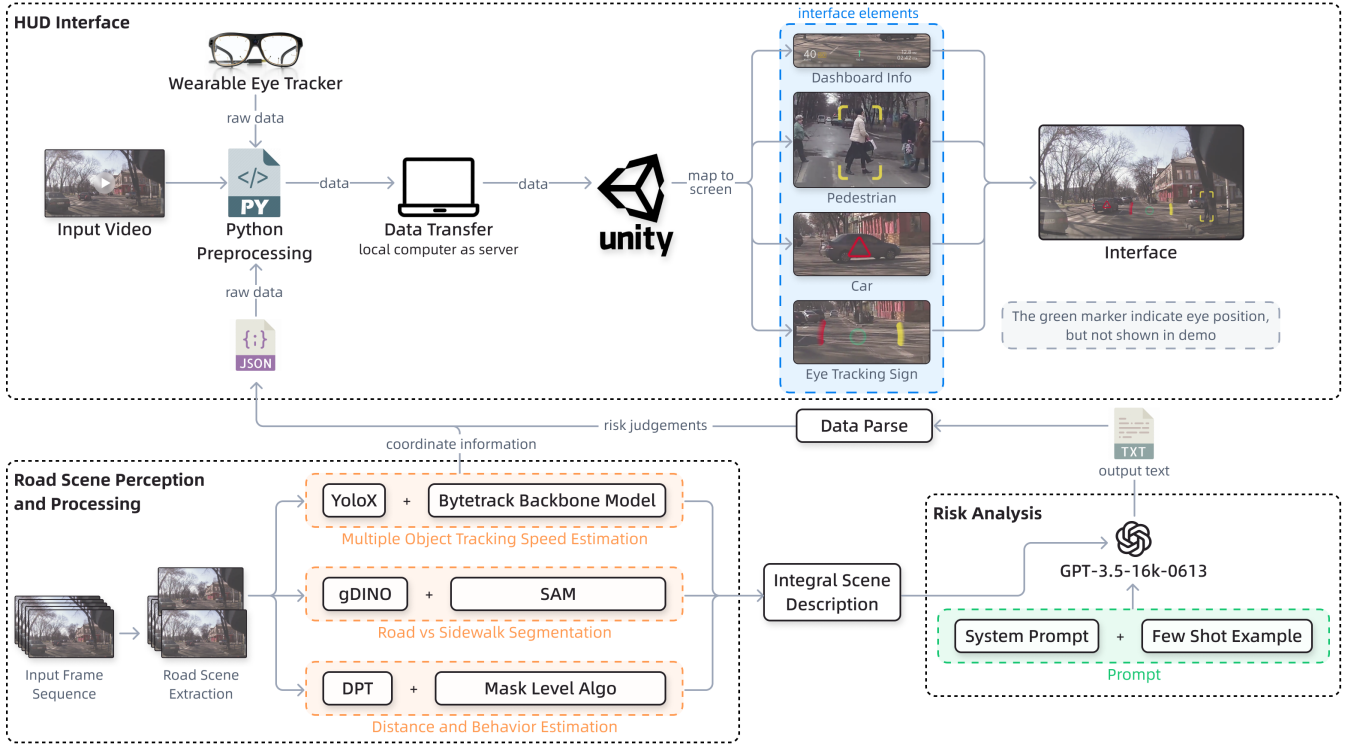 HUD Interface
Wearable Eye Tracker
raw data
Input Video
</>
PY
Python
Preprocessing
raw data
{;}
JSON
data
Data Transfer
local computer as server
data
unity
map to
screen
interface elements
40
Dashboard Info
Pedestrian
Car
Eye Tracking Sign
Interface
The green marker indicate eye position,
but not shown in demo
risk judgements
Data Parse
coordinate information
TXT
output text
Road Scene Perception
and Processing
Input Frame
Sequence
Road Scene
Extraction
YoloX
+
Bytetrack Backbone Model
Multiple Object Tracking Speed Estimation
gDINO
+
SAM
Road vs Sidewalk Segmentation
DPT
+
Mask Level Algo
Distance and Behavior Estimation
Integral Scene
Description
Risk Analysis
GPT-3.5-16k-0613
System Prompt
+
Few Shot Example
Prompt